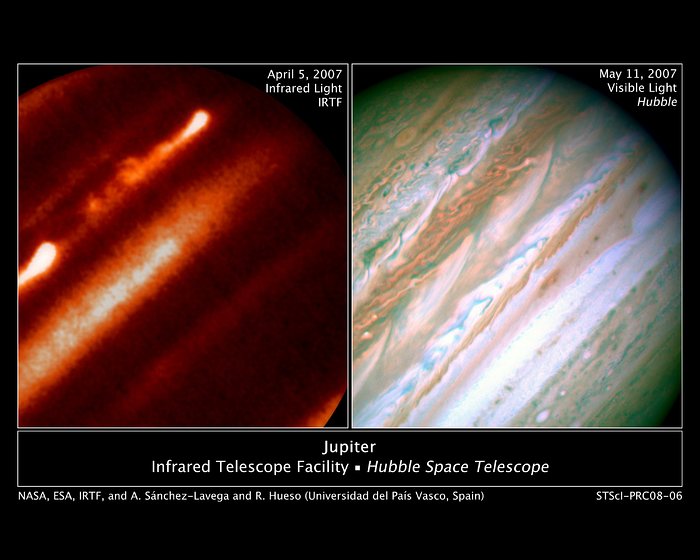 April 5, 2007
Infrared Light
IRTF
May 11, 2007
Visible Light
Hubble
Jupiter
Infrared Telescope Facility ▪ Hubble Space Telescope
NASA, ESA, IRTF, and A. Sánchez-Lavega and R. Hueso (Universidad del País Vasco, Spain)
STScI-PRC08-06